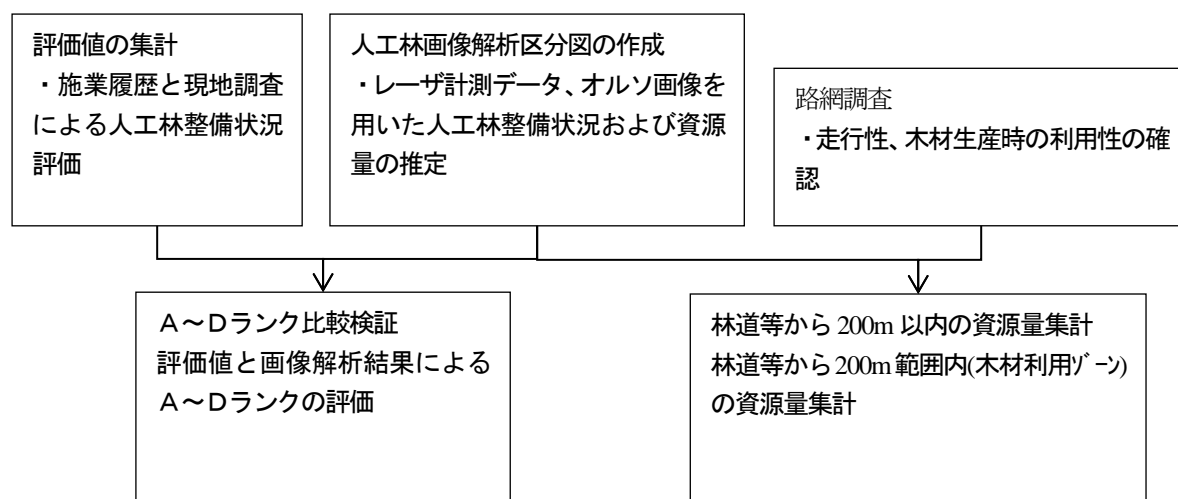 評価値の集計
・施業履歴と現地調査
による人工林整備状況
評価
人工林画像解析区分図の作成
・レーザ計測データ、オルソ画像を
用いた人工林整備状況および資源
量の推定
路網調査
・走行性、木材生産時の利用性の確
認
A~Dランク比較検証
評価値と画像解析結果による
A~Dランクの評価
林道等から 200m 以内の資源量集計
林道等から 200m 範囲内(木材利用ｿﾞｰﾝ)
の資源量集計